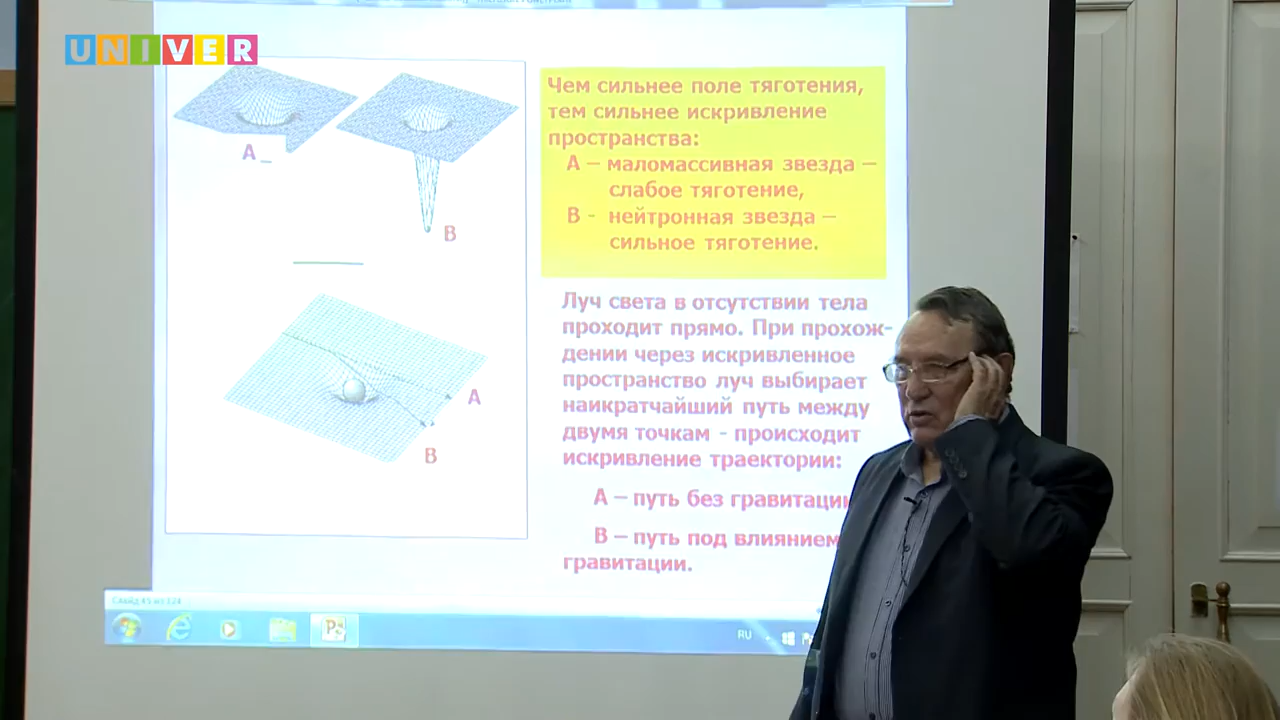 UNIVER
A
B
A
B
Чем сильнее поле тяготения,
тем сильнее искривление
пространства:
А – маломассивная звезда –
слабое тяготение,
В - нейтронная звезда –
сильное тяготение.
Луч света в отсутствии тела
проходит прямо. При прохож-
дении через искривленное
пространство луч выбирает
наикратчайший путь между
двумя точкам - происходит
искривление траектории:
А – путь без гравитации
В – путь под влиянием
гравитации.
RU